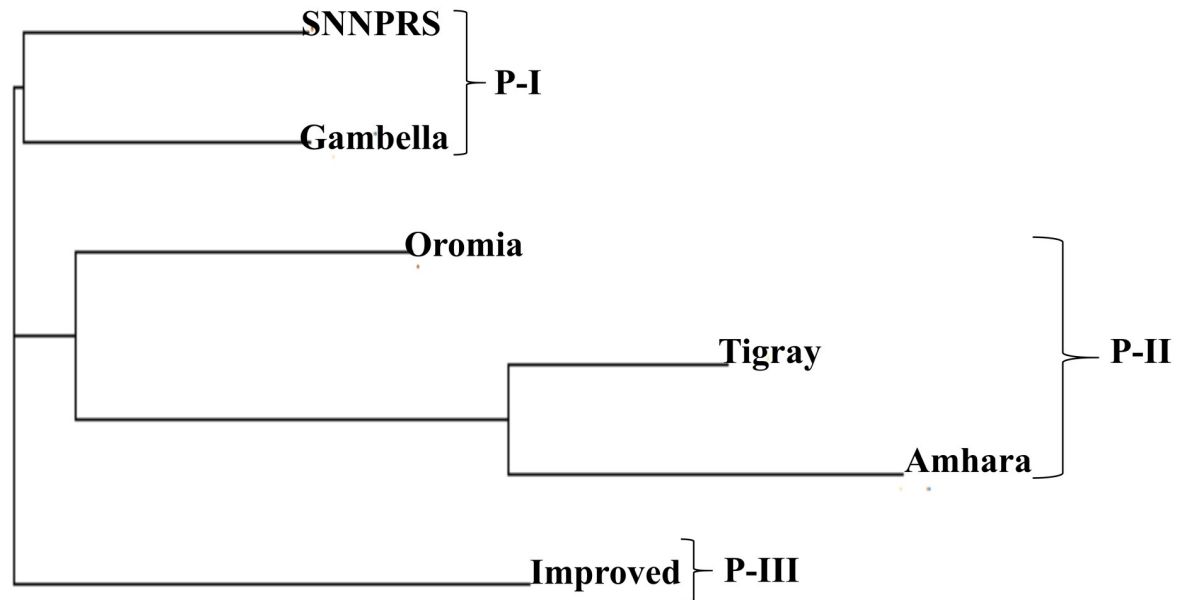 SNNPRS
P-I
Gambella
Oromia
Tigray
P-II
Amhara
Improved
P-III